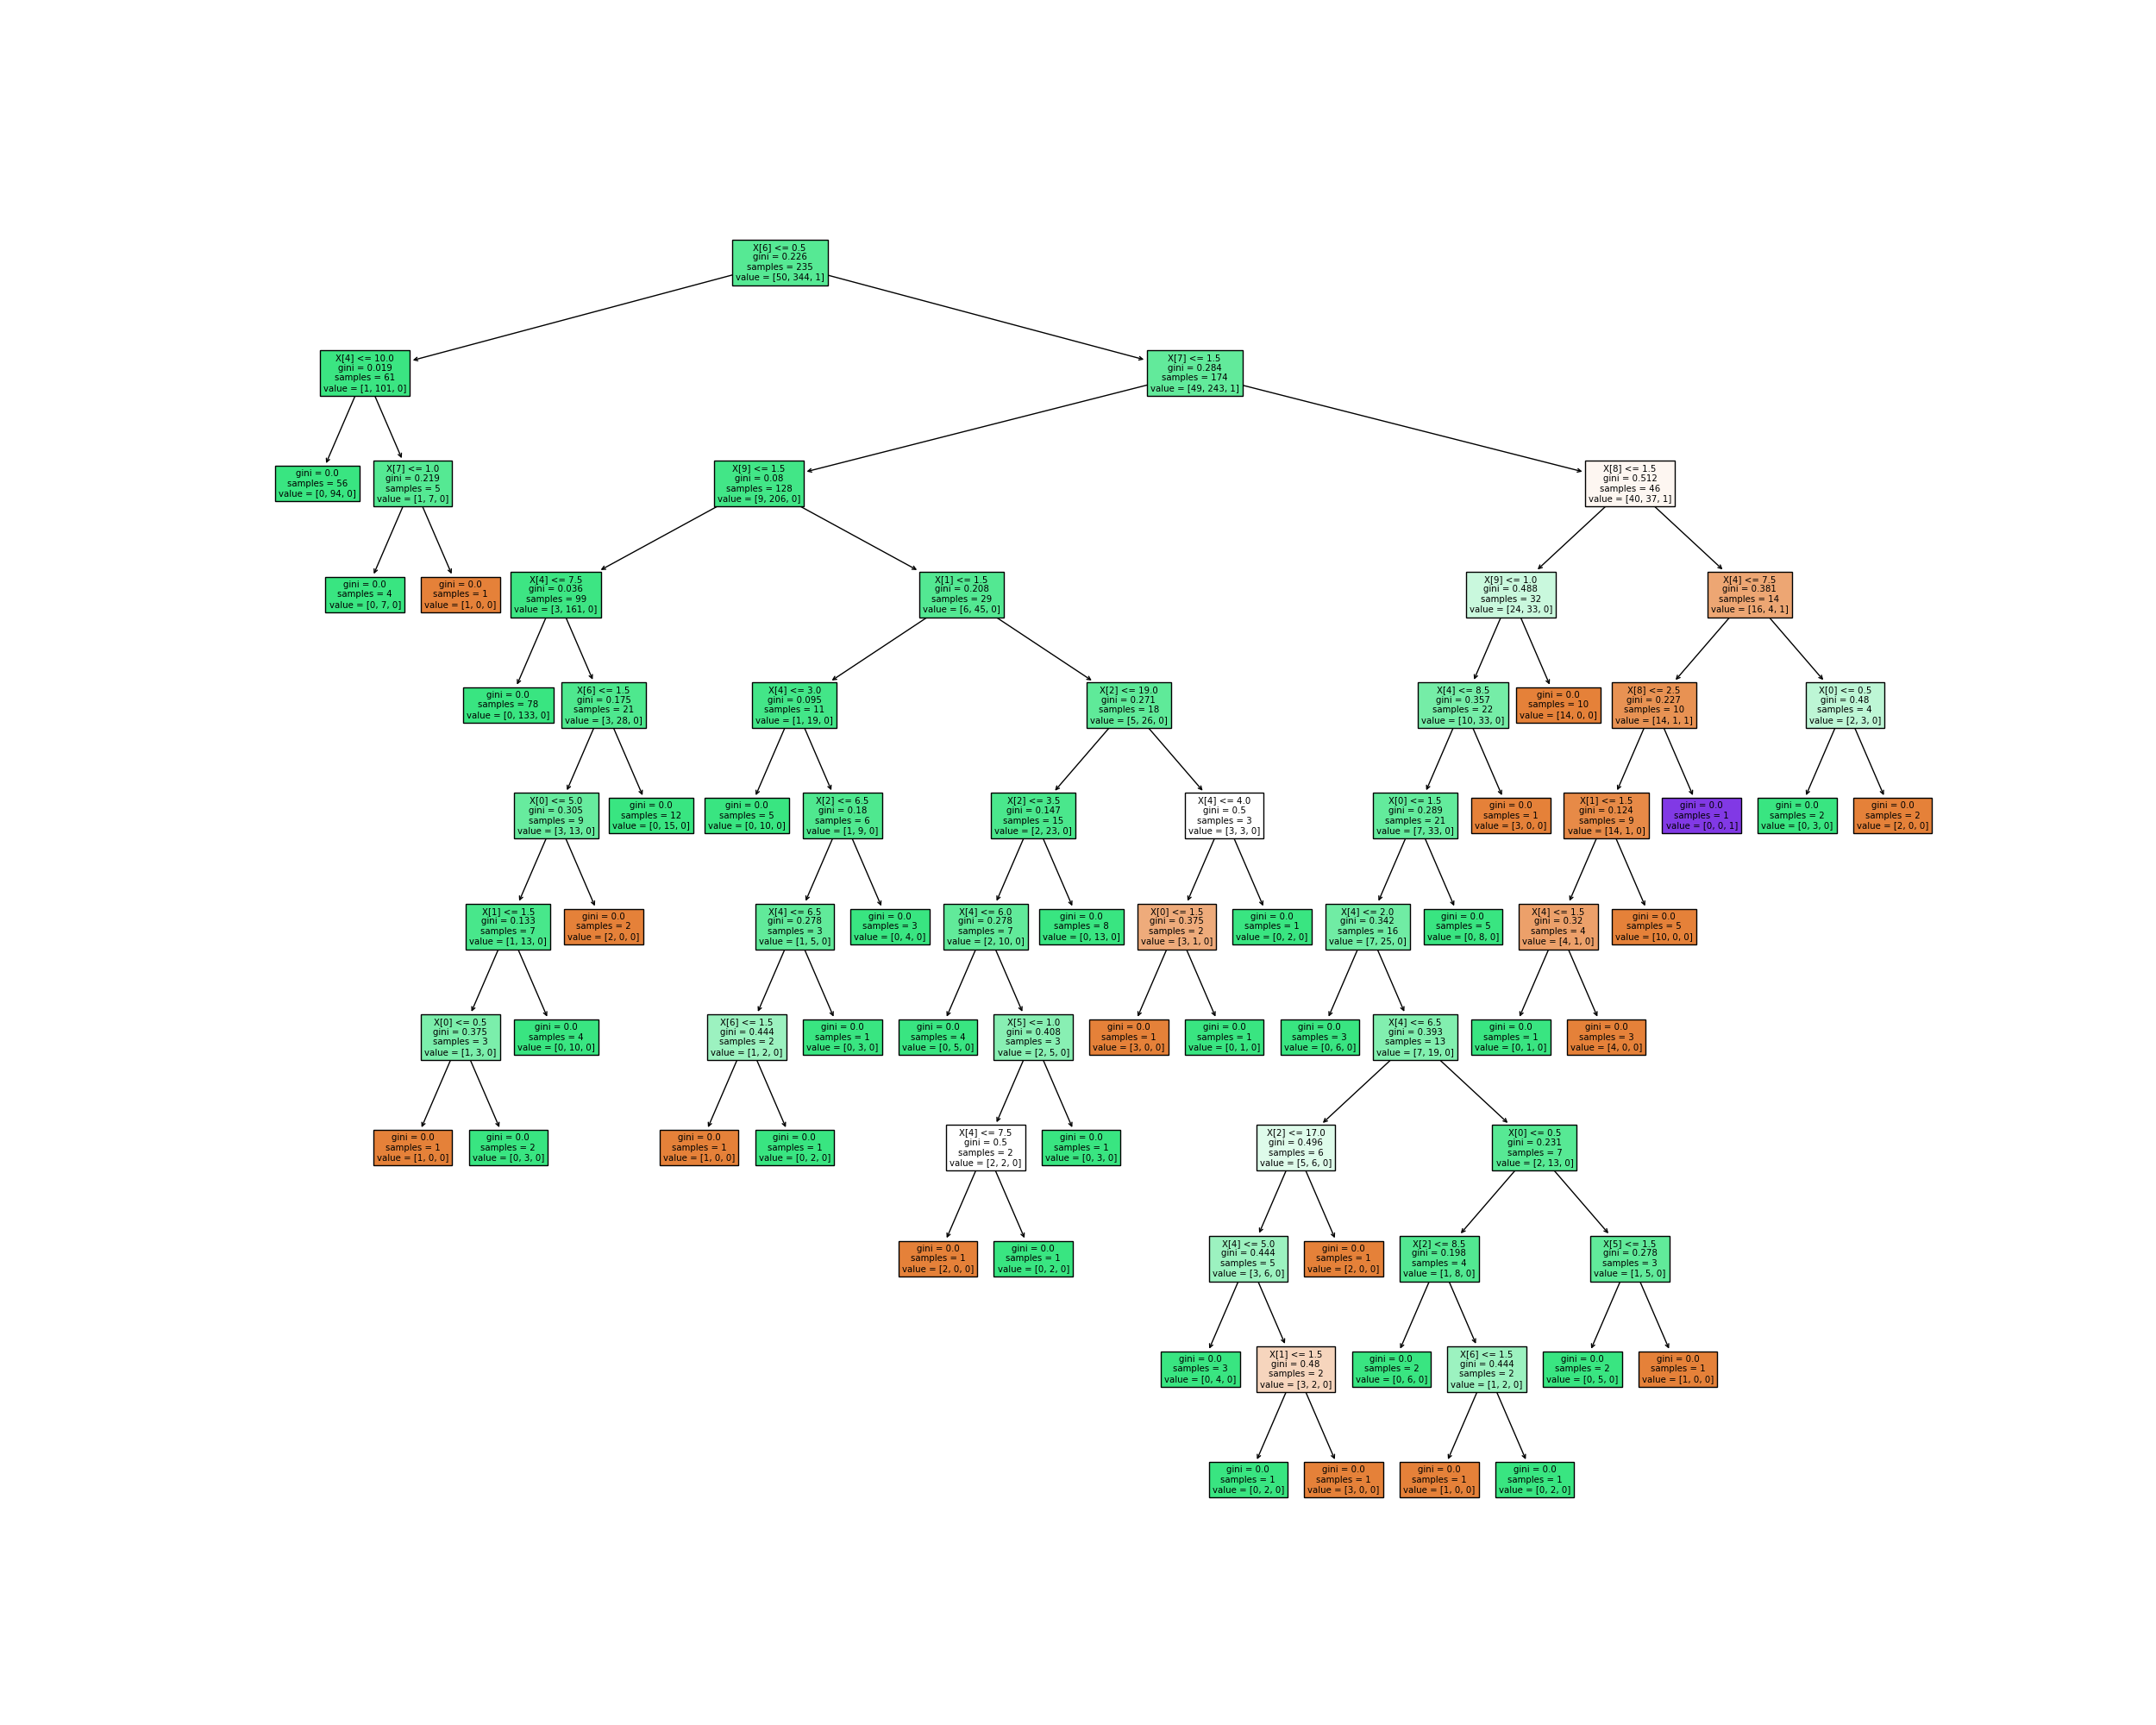 X[6] <= 0.5
gini = 0.226
samples = 235
value = [50, 344, 1]
X[4] <= 10.0
gini = 0.019
samples = 61
value = [1, 101, 0]
X[7] <= 1.5
gini = 0.284
samples = 174
value = [49, 243, 1]
gini = 0.0
samples = 56
value = [0, 94, 0]
X[7] <= 1.0
gini = 0.219
samples = 5
value = [1, 7, 0]
X[9] <= 1.5
gini = 0.08
samples = 128
value = [9, 206, 0]
X[8] <= 1.5
gini = 0.512
samples = 46
value = [40, 37, 1]
gini = 0.0
samples = 4
value = [0, 7, 0]
gini = 0.0
samples = 1
value = [1, 0, 0]
X[4] <= 7.5
gini = 0.036
samples = 99
value = [3, 161, 0]
X[1] <= 1.5
gini = 0.208
samples = 29
value = [6, 45, 0]
X[9] <= 1.0
gini = 0.488
samples = 32
value = [24, 33, 0]
X[4] <= 7.5
gini = 0.381
samples = 14
value = [16, 4, 1]
gini = 0.0
samples = 78
value = [0, 133, 0]
X[6] <= 1.5
gini = 0.175
samples = 21
value = [3, 28, 0]
X[4] <= 3.0
gini = 0.095
samples = 11
value = [1, 19, 0]
X[2] <= 19.0
gini = 0.271
samples = 18
value = [5, 26, 0]
X[4] <= 8.5
gini = 0.357
samples = 22
value = [10, 33, 0]
gini = 0.0
samples = 10
value = [14, 0, 0]
X[8] <= 2.5
gini = 0.227
samples = 10
value = [14, 1, 1]
X[0] <= 0.5
gini = 0.48
samples = 4
value = [2, 3, 0]
X[0] <= 5.0
gini = 0.305
samples = 9
value = [3, 13, 0]
gini = 0.0
samples = 12
value = [0, 15, 0]
gini = 0.0
samples = 5
value = [0, 10, 0]
X[2] <= 6.5
gini = 0.18
samples = 6
value = [1, 9, 0]
X[2] <= 3.5
gini = 0.147
samples = 15
value = [2, 23, 0]
X[4] <= 4.0
gini = 0.5
samples = 3
value = [3, 3, 0]
X[0] <= 1.5
gini = 0.289
samples = 21
value = [7, 33, 0]
gini = 0.0
samples = 1
value = [3, 0, 0]
X[1] <= 1.5
gini = 0.124
samples = 9
value = [14, 1, 0]
gini = 0.0
samples = 1
value = [0, 0, 1]
gini = 0.0
samples = 2
value = [0, 3, 0]
gini = 0.0
samples = 2
value = [2, 0, 0]
X[1] <= 1.5
gini = 0.133
samples = 7
value = [1, 13, 0]
gini = 0.0
samples = 2
value = [2, 0, 0]
X[4] <= 6.5
gini = 0.278
samples = 3
value = [1, 5, 0]
gini = 0.0
samples = 3
value = [0, 4, 0]
X[4] <= 6.0
gini = 0.278
samples = 7
value = [2, 10, 0]
gini = 0.0
samples = 8
value = [0, 13, 0]
X[0] <= 1.5
gini = 0.375
samples = 2
value = [3, 1, 0]
gini = 0.0
samples = 1
value = [0, 2, 0]
X[4] <= 2.0
gini = 0.342
samples = 16
value = [7, 25, 0]
gini = 0.0
samples = 5
value = [0, 8, 0]
X[4] <= 1.5
gini = 0.32
samples = 4
value = [4, 1, 0]
gini = 0.0
samples = 5
value = [10, 0, 0]
X[0] <= 0.5
gini = 0.375
samples = 3
value = [1, 3, 0]
gini = 0.0
samples = 4
value = [0, 10, 0]
X[6] <= 1.5
gini = 0.444
samples = 2
value = [1, 2, 0]
gini = 0.0
samples = 1
value = [0, 3, 0]
gini = 0.0
samples = 4
value = [0, 5, 0]
X[5] <= 1.0
gini = 0.408
samples = 3
value = [2, 5, 0]
gini = 0.0
samples = 1
value = [3, 0, 0]
gini = 0.0
samples = 1
value = [0, 1, 0]
gini = 0.0
samples = 3
value = [0, 6, 0]
X[4] <= 6.5
gini = 0.393
samples = 13
value = [7, 19, 0]
gini = 0.0
samples = 1
value = [0, 1, 0]
gini = 0.0
samples = 3
value = [4, 0, 0]
gini = 0.0
samples = 1
value = [1, 0, 0]
gini = 0.0
samples = 2
value = [0, 3, 0]
gini = 0.0
samples = 1
value = [1, 0, 0]
gini = 0.0
samples = 1
value = [0, 2, 0]
X[4] <= 7.5
gini = 0.5
samples = 2
value = [2, 2, 0]
gini = 0.0
samples = 1
value = [0, 3, 0]
X[2] <= 17.0
gini = 0.496
samples = 6
value = [5, 6, 0]
X[0] <= 0.5
gini = 0.231
samples = 7
value = [2, 13, 0]
gini = 0.0
samples = 1
value = [2, 0, 0]
gini = 0.0
samples = 1
value = [0, 2, 0]
X[4] <= 5.0
gini = 0.444
samples = 5
value = [3, 6, 0]
gini = 0.0
samples = 1
value = [2, 0, 0]
X[2] <= 8.5
gini = 0.198
samples = 4
value = [1, 8, 0]
X[5] <= 1.5
gini = 0.278
samples = 3
value = [1, 5, 0]
gini = 0.0
samples = 3
value = [0, 4, 0]
X[1] <= 1.5
gini = 0.48
samples = 2
value = [3, 2, 0]
gini = 0.0
samples = 2
value = [0, 6, 0]
X[6] <= 1.5
gini = 0.444
samples = 2
value = [1, 2, 0]
gini = 0.0
samples = 2
value = [0, 5, 0]
gini = 0.0
samples = 1
value = [1, 0, 0]
gini = 0.0
samples = 1
value = [0, 2, 0]
gini = 0.0
samples = 1
value = [3, 0, 0]
gini = 0.0
samples = 1
value = [1, 0, 0]
gini = 0.0
samples = 1
value = [0, 2, 0]